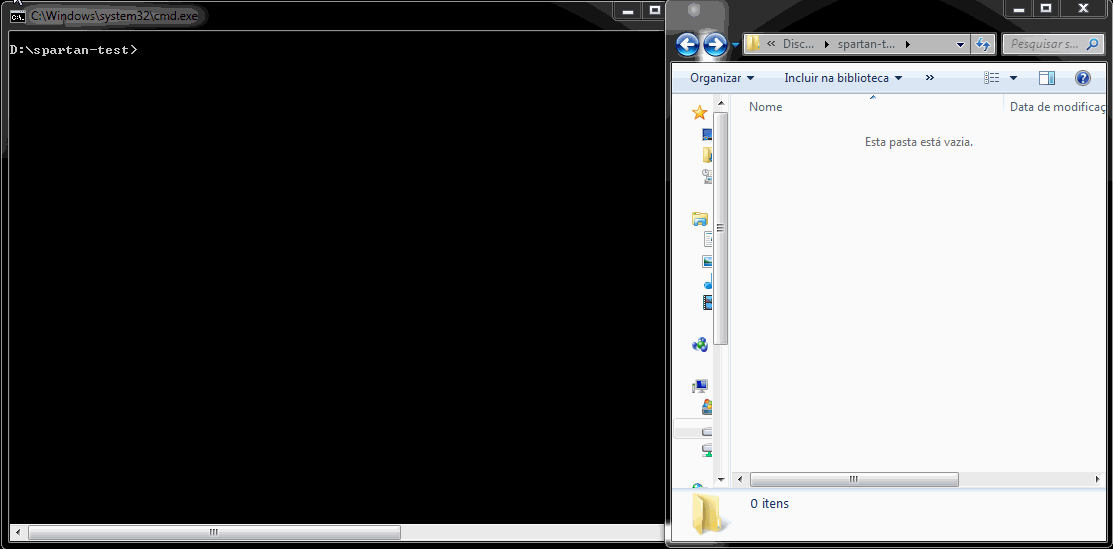 C:\Windows\system32\cmd.exe
D:\spartan-test>
« Disc... spartan-t...
Pesquisar s...
Organizar Incluir na biblioteca »
Nome Data de modificaç
Esta pasta está vazia.
0 itens